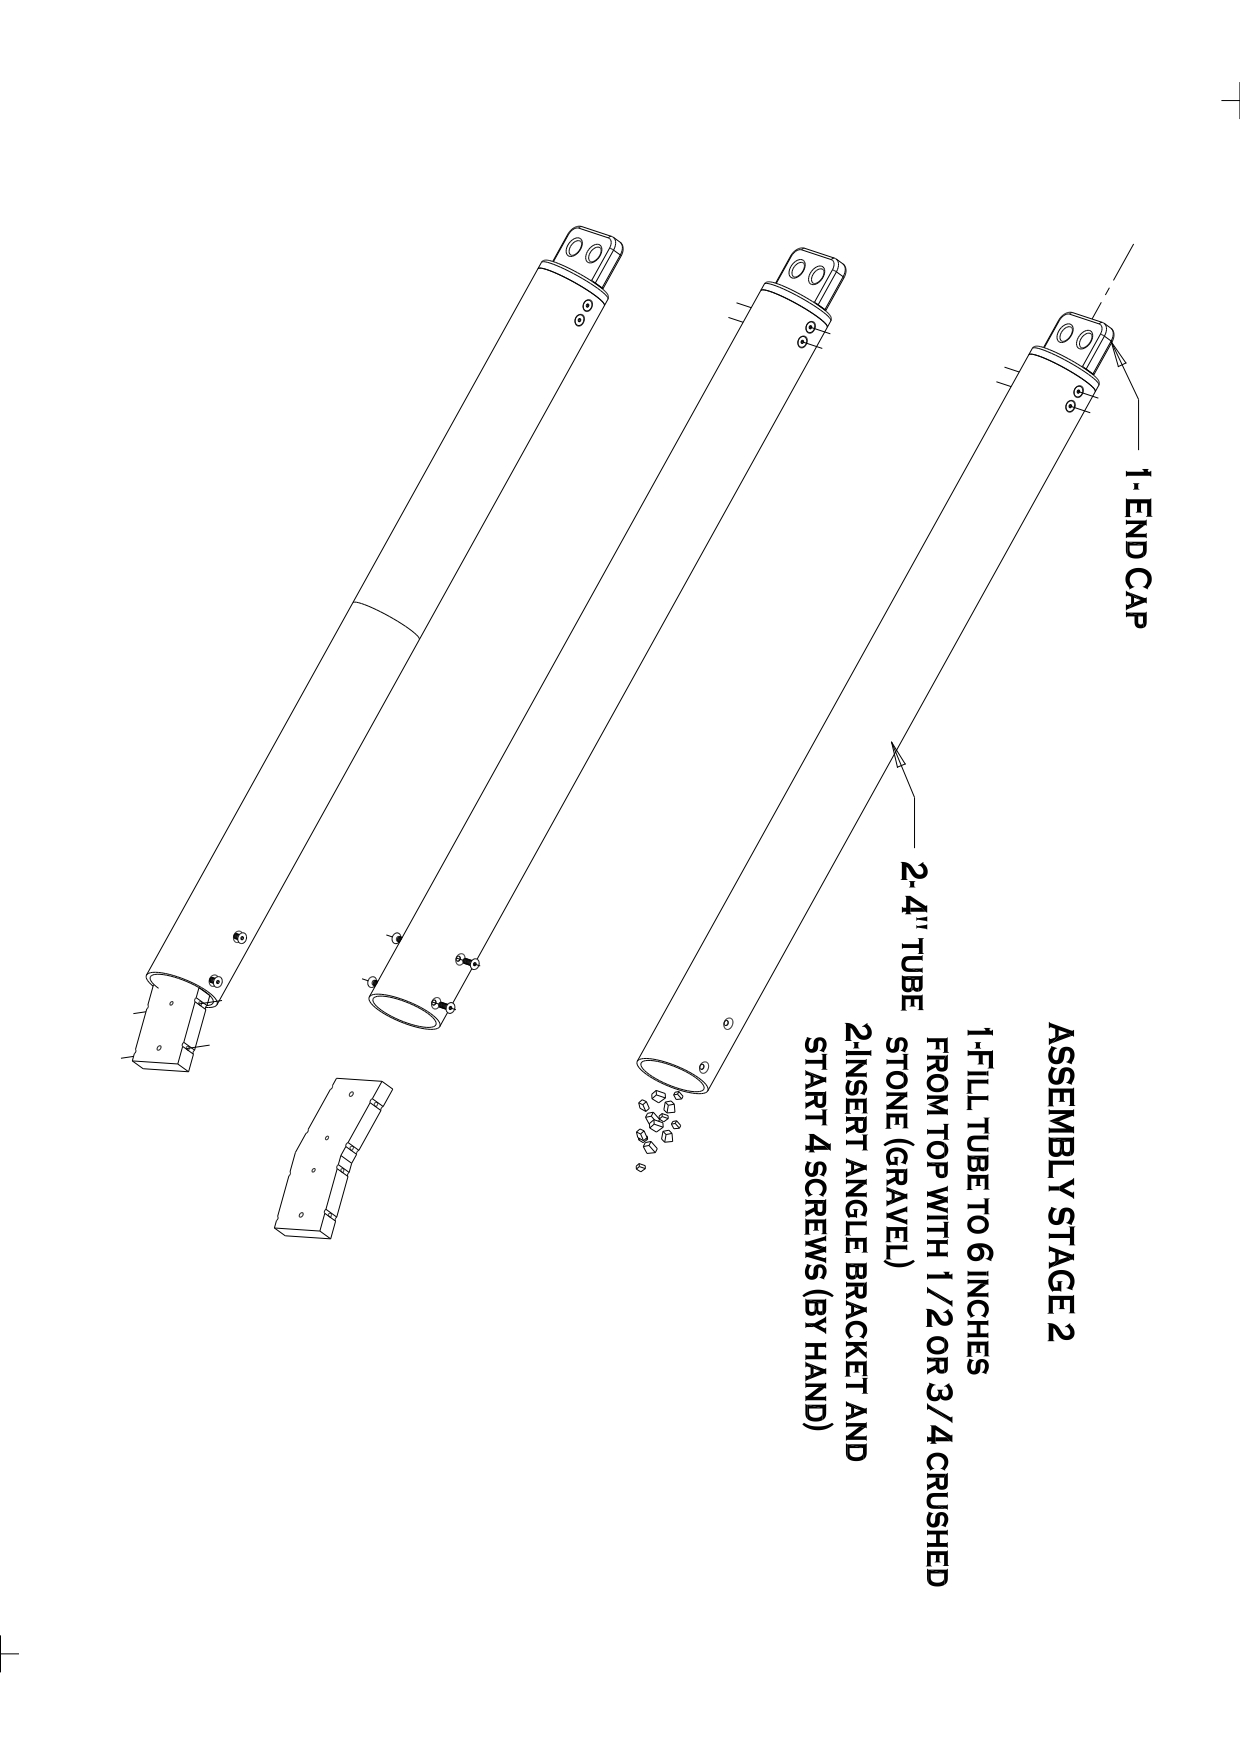 1- End Cap
2- 4" tube
ASSEMBLY STAGE 2
1-Fill tube to 6 inches
from top with 1/2 or 3/4 crushed
stone (gravel)
2-Insert angle bracket and
start 4 screws (by hand)